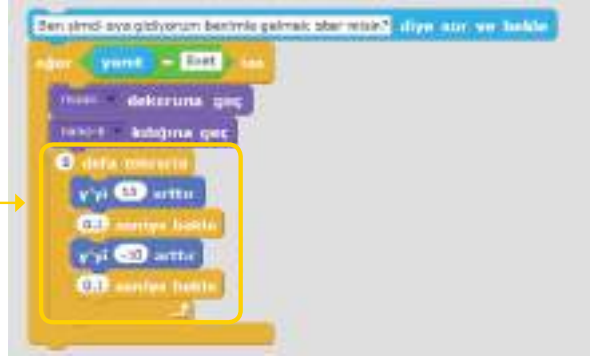 Ben şimdi aya gidiyorum benimle gelmek ister misin? diye sor ve bekle
eğer yanıt = Evet ise
moon dekoruna geç
kılığına geç
defa tekrarla
y'yi 10 arttır
0.1 saniye bekle
y'yi -10 arttır
0.1 saniye bekle